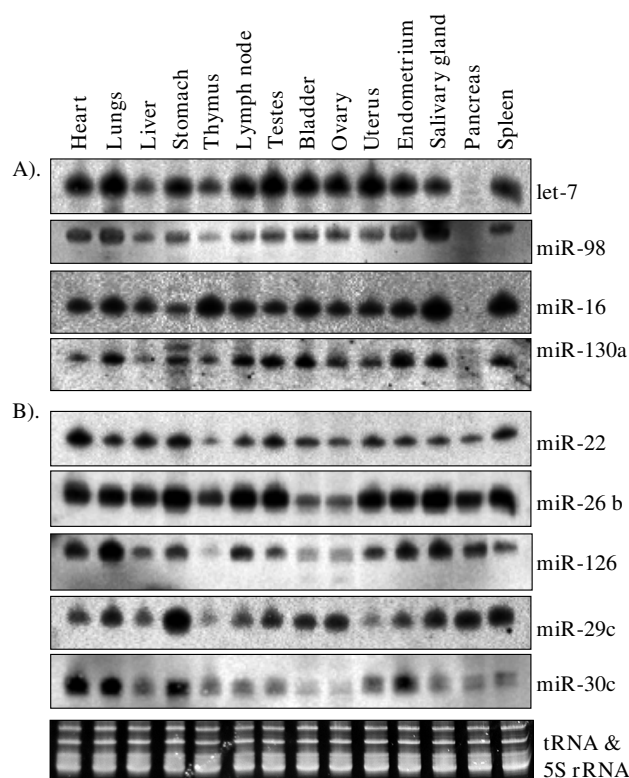 Heart
Lungs
Liver
Stomach
Thymus
Lymph node
Testes
Bladder
Ovary
Uterus
Endometrium
Salivary gland
Pancreas
Spleen
A).
let-7
miR-98
miR-16
miR-130a
B).
miR-22
miR-26 b
miR-126
miR-29c
miR-30c
tRNA &
5S rRNA